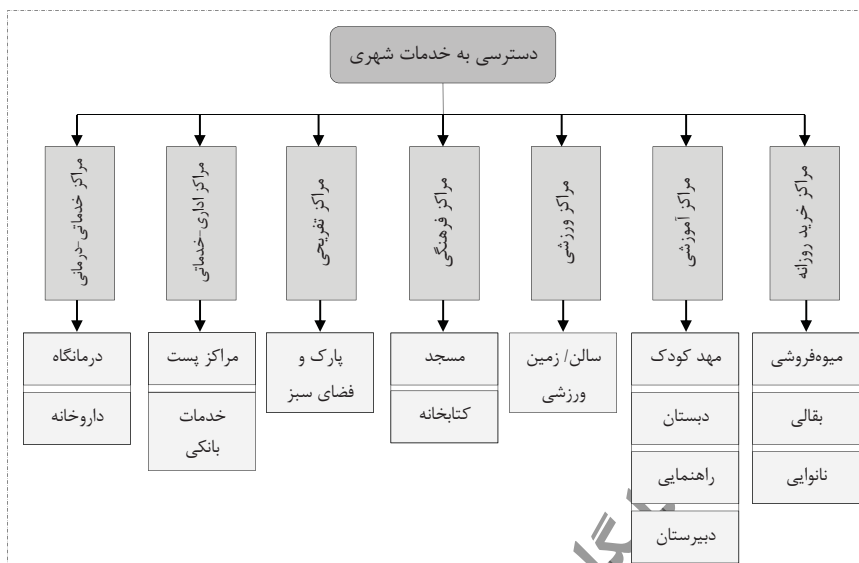 دسترسی به خدمات شهری
مراکز خرید روزانه
مراکز آموزشی
مراکز ورزشی
مراکز فرهنگی
مراکز تفریحی
مراکز اداری-خدماتی
مراکز خدماتی-درمانی
میوه‌فروشی
بقالی
نانوایی
مهد کودک
دبستان
راهنمایی
دبیرستان
سالن/ زمین
ورزشی
مسجد
کتابخانه
پارک و
فضای سبز
مراکز پست
خدمات
بانکی
درمانگاه
داروخانه